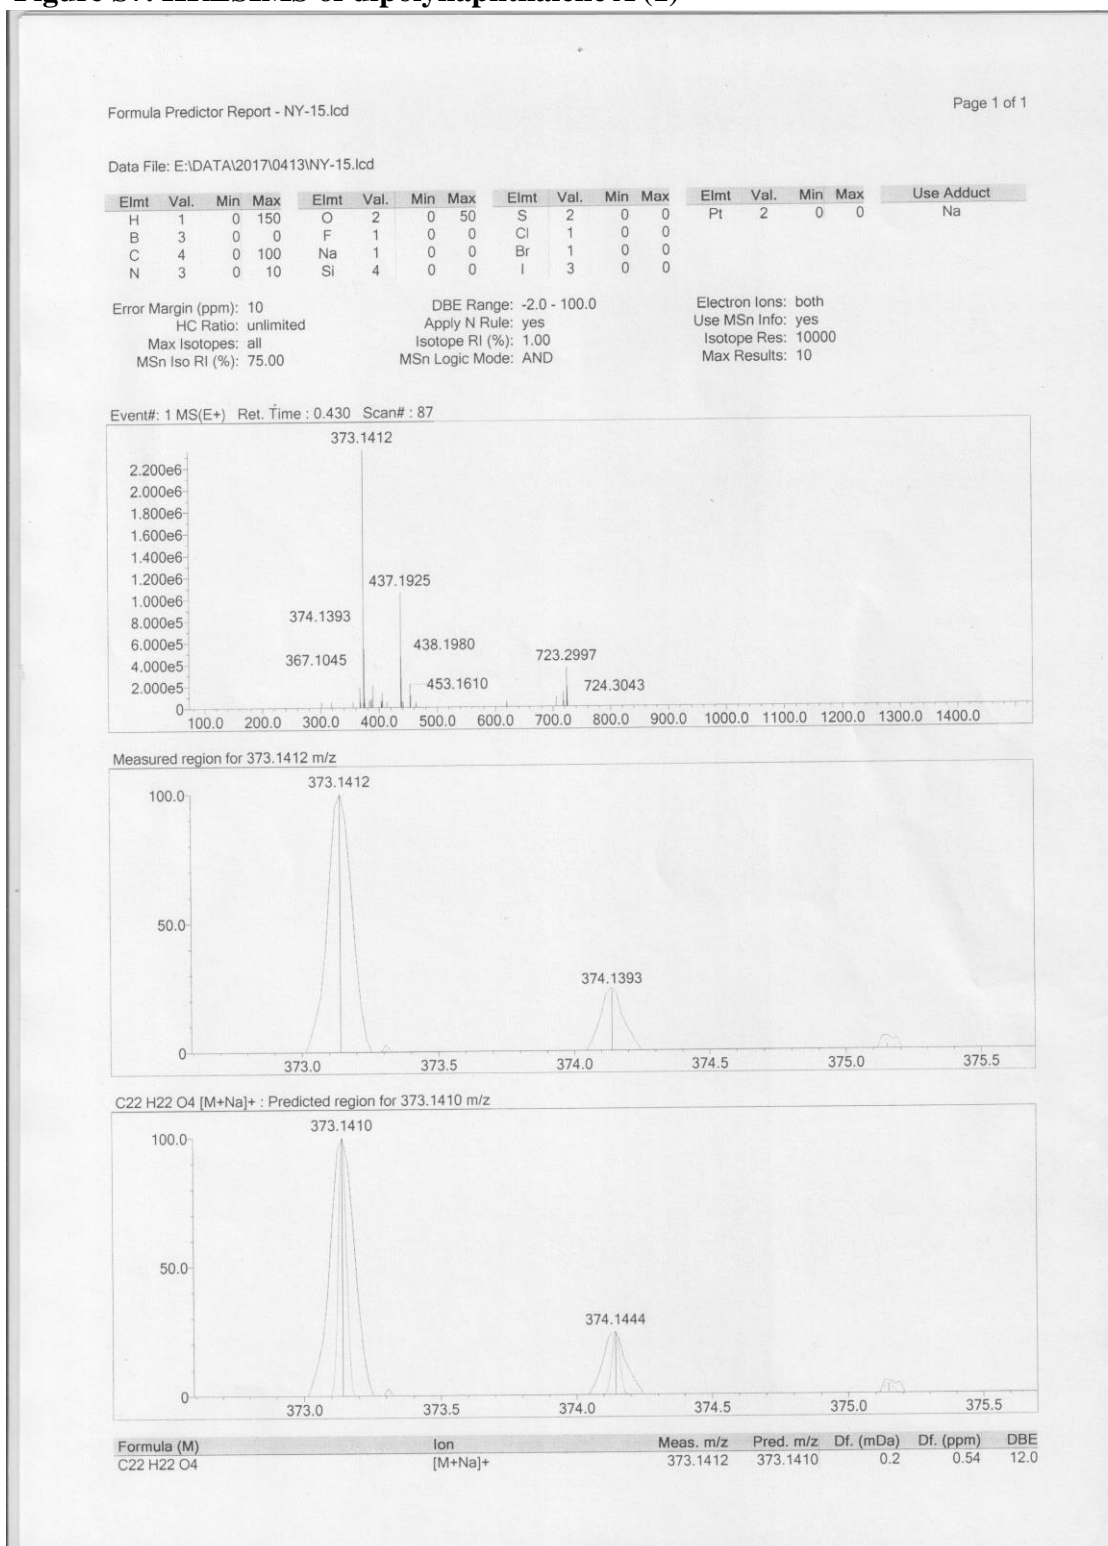 Figure S7. HRESIMS of dipolynaphthalene A (1)
Formula Predictor Report - NY-15.lcd
Page 1 of 1
Data File: E:\DATA\2017\0413\NY-15.lcd
Elmt Val. Min Max Elmt Val. Min Max Elmt Val. Min Max Elmt Val. Min Max Use Adduct
H 1 0 150 O 2 0 50 S 2 0 0 Pt 2 0 0 Na
B 3 0 0 F 1 0 0 Cl 1 0 0
C 4 0 100 Na 1 0 0 Br 1 0 0
N 3 0 10 Si 4 0 0 I 3 0 0
Error Margin (ppm): 10 DBE Range: -2.0 - 100.0 Electron Ions: both
HC Ratio: unlimited Apply N Rule: yes Use MSn Info: yes
Max Isotopes: all Isotope RI (%): 1.00 Isotope Res: 10000
MSn Iso RI (%): 75.00 MSn Logic Mode: AND Max Results: 10
Event#: 1 MS(E+) Ret. Time : 0.430 Scan# : 87
373.1412
2.200e6
2.000e6
1.800e6
1.600e6
1.400e6
1.200e6 437.1925
1.000e6
8.000e5 374.1393
6.000e5 438.1980
4.000e5 367.1045 723.2997
2.000e5 453.1610 724.3043
0
100.0 200.0 300.0 400.0 500.0 600.0 700.0 800.0 900.0 1000.0 1100.0 1200.0 1300.0 1400.0
Measured region for 373.1412 m/z
373.1412
100.0
50.0
374.1393
0
373.0 373.5 374.0 374.5 375.0 375.5
C22 H22 O4 [M+Na]+ : Predicted region for 373.1410 m/z
373.1410
100.0
50.0
374.1444
0
373.0 373.5 374.0 374.5 375.0 375.5
Formula (M) Ion Meas. m/z Pred. m/z Df. (mDa) Df. (ppm) DBE
C22 H22 O4 [M+Na]+ 373.1412 373.1410 0.2 0.54 12.0